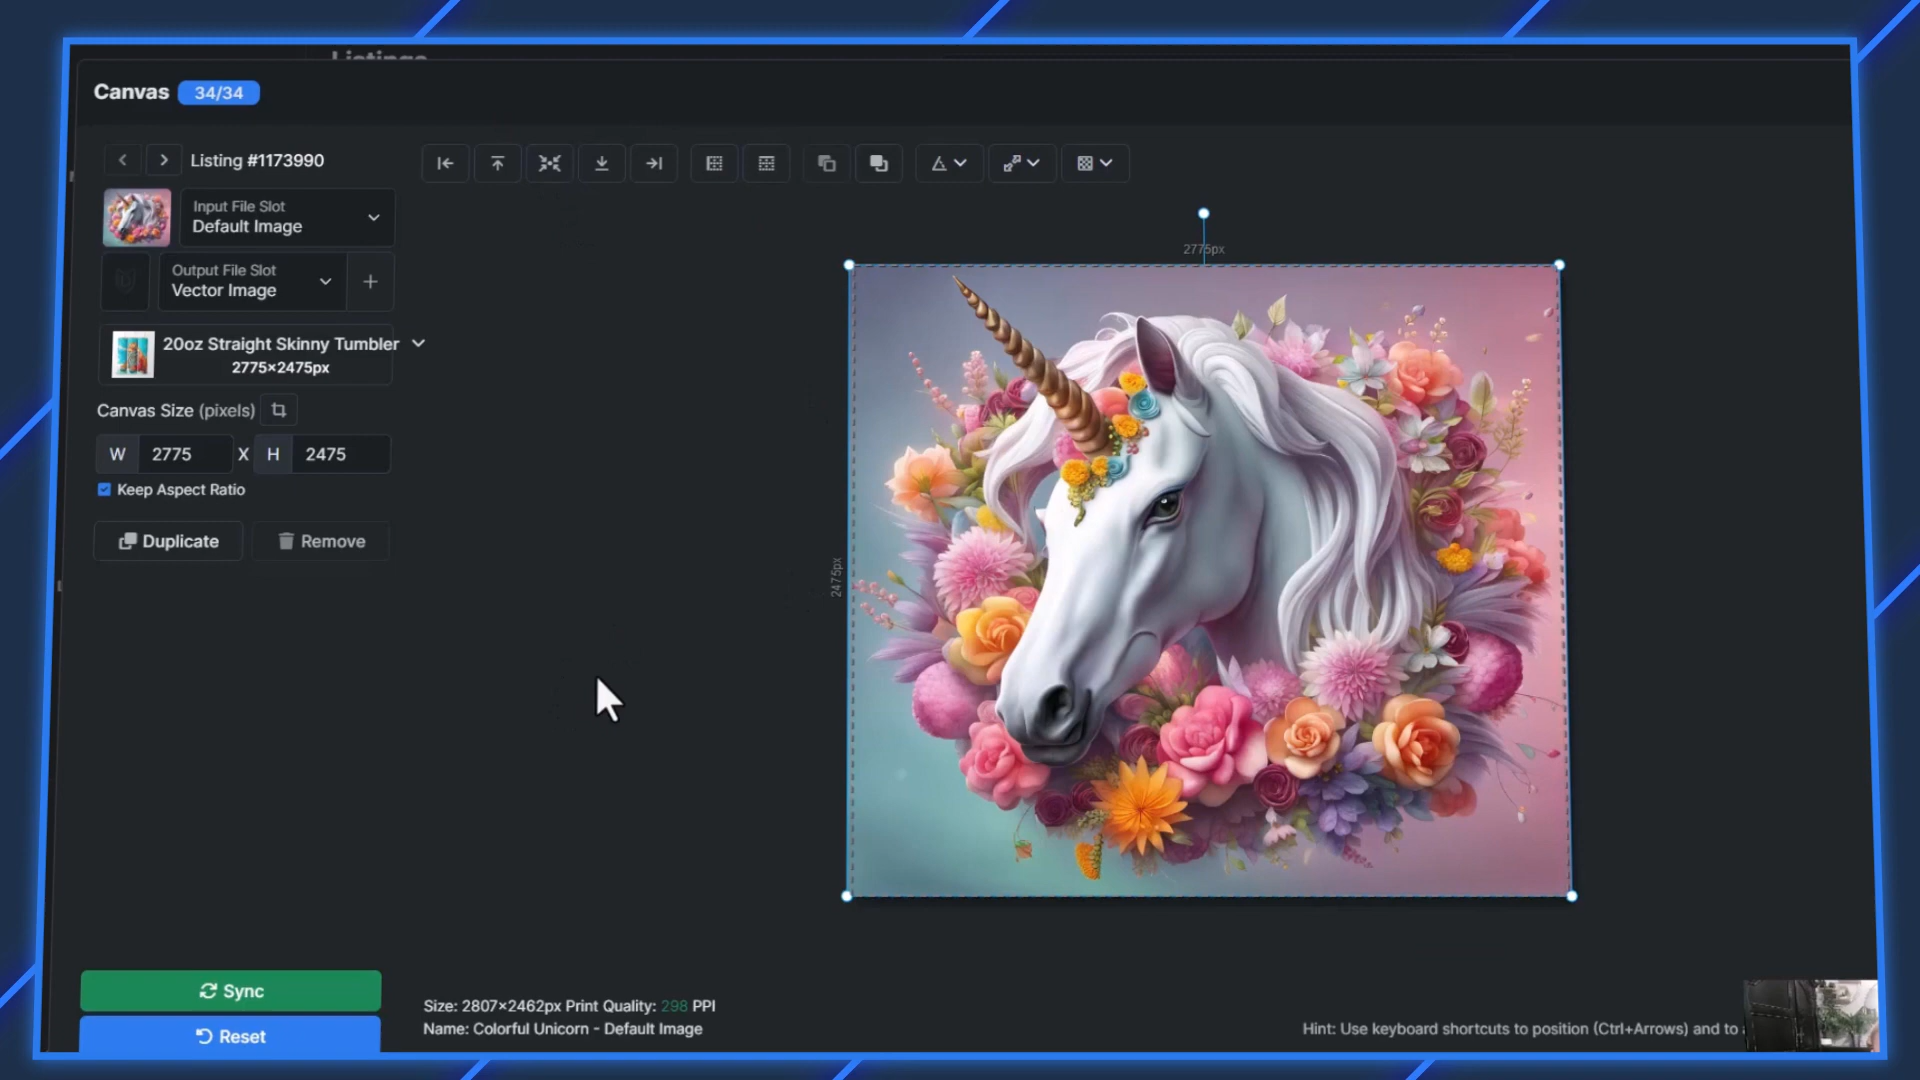 Listings
Canvas 34/34
Listing #1173990
Input File Slot
Default Image
Output File Slot
Vector Image
20oz Straight Skinny Tumbler
2775×2475px
Canvas Size (pixels)
W 2775 X H 2475
Keep Aspect Ratio
Duplicate Remove
2775px
2475px
Sync
Reset
Size: 2807×2462px Print Quality: 298 PPI
Name: Colorful Unicorn - Default Image
Hint: Use keyboard shortcuts to position (Ctrl+Arrows) and to